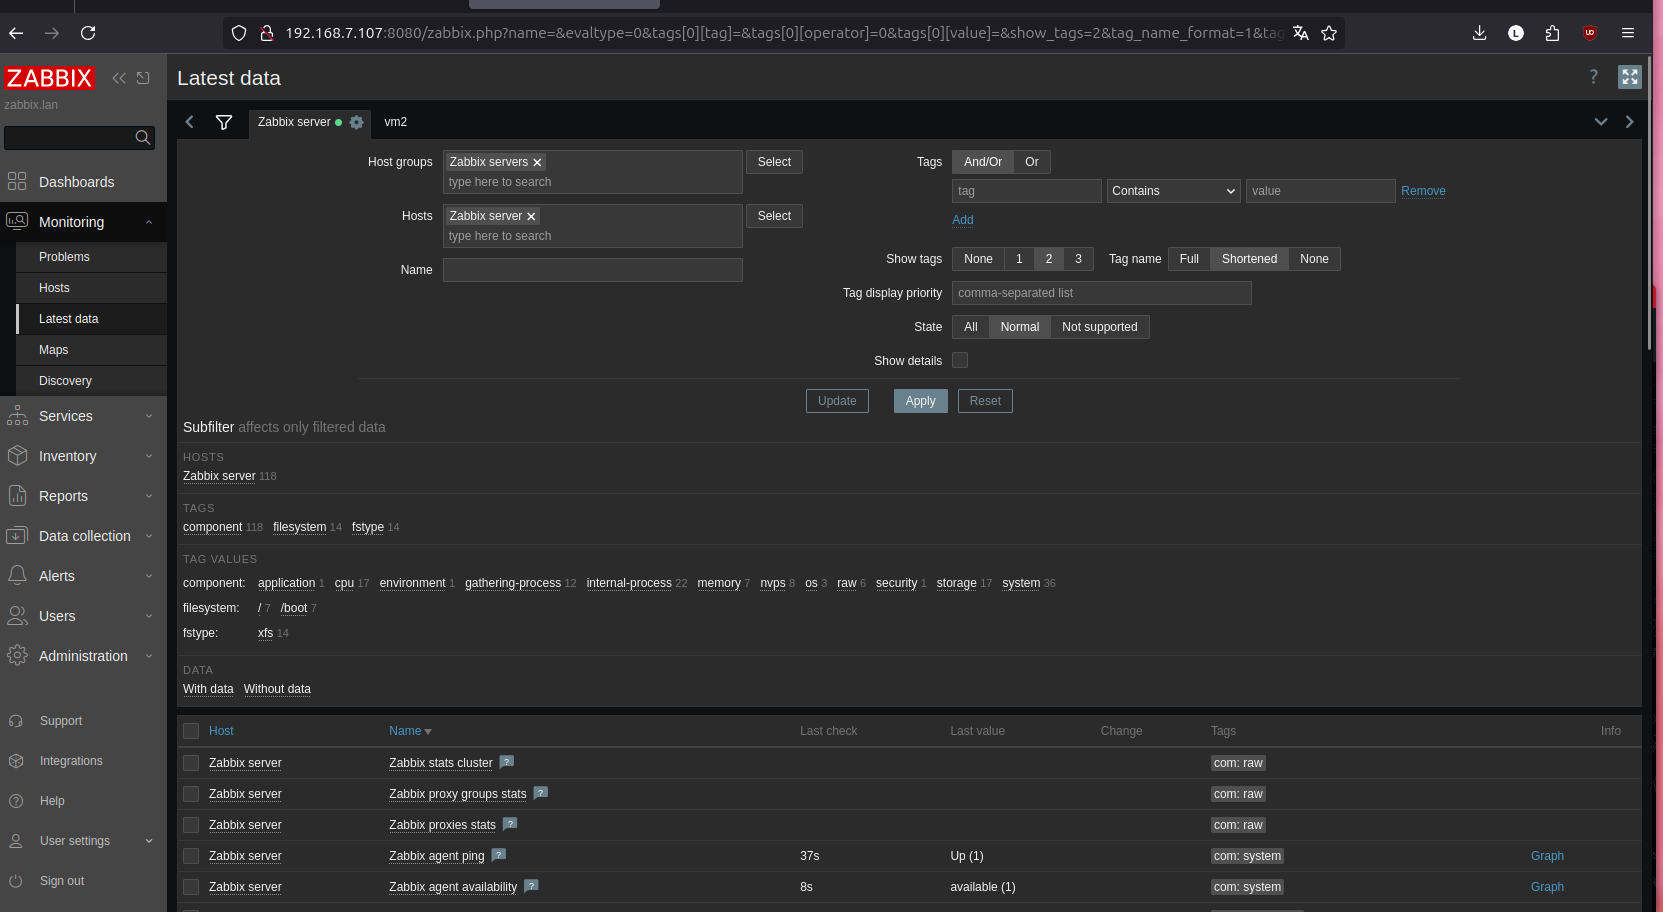 192.168.7.107:8080/zabbix.php?name=&evaltype=0&tags[0][tag]=&tags[0][operator]=0&tags[0][value]=&show_tags=2&tag_name_format=1&tag
L
ZABBIX
zabbix.lan
Dashboards
Monitoring
Problems
Hosts
Latest data
Maps
Discovery
Services
Inventory
Reports
Data collection
Alerts
Users
Administration
Support
Integrations
Help
User settings
Sign out
Latest data ?
Zabbix server vm2
Host groups Zabbix servers Select
type here to search
Hosts Zabbix server Select
type here to search
Name
Tags And/Or Or
tag Contains value Remove
Add
Show tags None 1 2 3 Tag name Full Shortened None
Tag display priority comma-separated list
State All Normal Not supported
Show details
Update Apply Reset
Subfilter affects only filtered data
HOSTS
Zabbix server 118
TAGS
component 118 filesystem 14 fstype 14
TAG VALUES
component: application 1 cpu 17 environment 1 gathering-process 12 internal-process 22 memory 7 nvps 8 os 3 raw 6 security 1 storage 17 system 36
filesystem: / 7 /boot 7
fstype: xfs 14
DATA
With data Without data
Host Name Last check Last value Change Tags Info
Zabbix server Zabbix stats cluster ? com: raw
Zabbix server Zabbix proxy groups stats ? com: raw
Zabbix server Zabbix proxies stats ? com: raw
Zabbix server Zabbix agent ping ? 37s Up (1) com: system Graph
Zabbix server Zabbix agent availability ? 8s available (1) com: system Graph